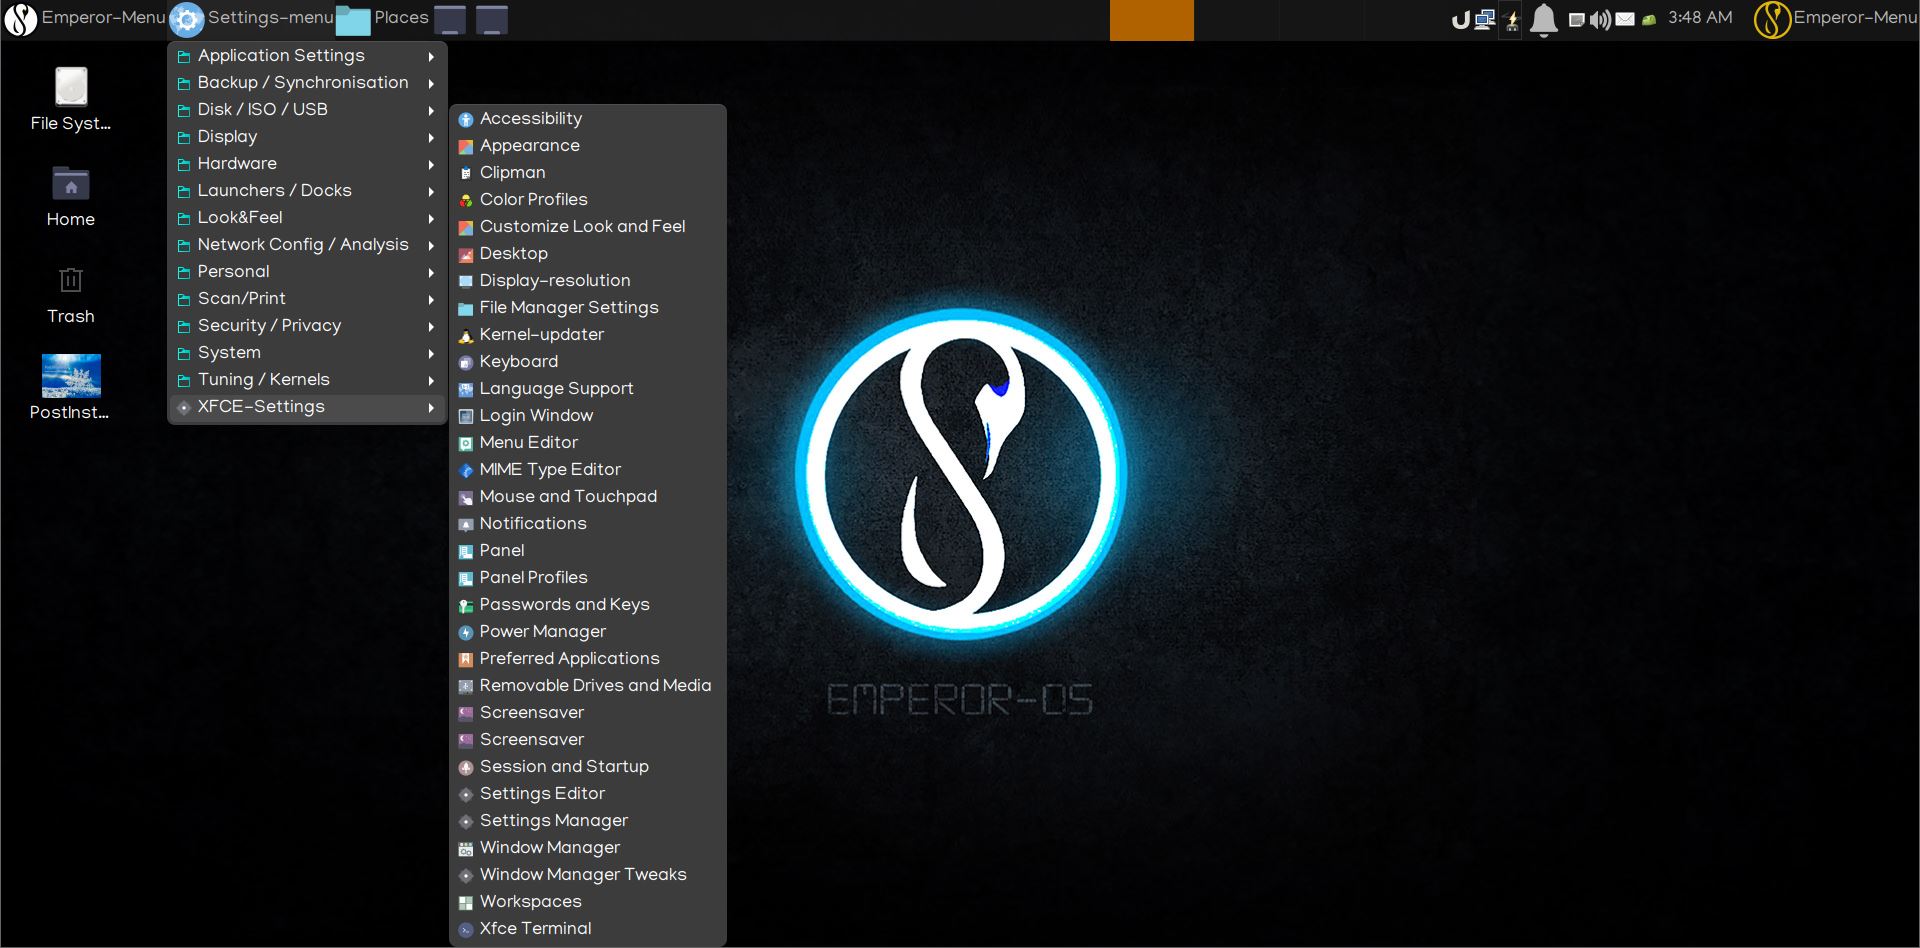 Emperor-Menu
Settings-menu
Places
3:48 AM
Emperor-Menu
File Syst...
Home
Trash
PostInst...
Application Settings
Backup / Synchronisation
Disk / ISO / USB
Display
Hardware
Launchers / Docks
Look&Feel
Network Config / Analysis
Personal
Scan/Print
Security / Privacy
System
Tuning / Kernels
XFCE-Settings
Accessibility
Appearance
Clipman
Color Profiles
Customize Look and Feel
Desktop
Display-resolution
File Manager Settings
Kernel-updater
Keyboard
Language Support
Login Window
Menu Editor
MIME Type Editor
Mouse and Touchpad
Notifications
Panel
Panel Profiles
Passwords and Keys
Power Manager
Preferred Applications
Removable Drives and Media
Screensaver
Screensaver
Session and Startup
Settings Editor
Settings Manager
Window Manager
Window Manager Tweaks
Workspaces
Xfce Terminal
EMPEROR-OS